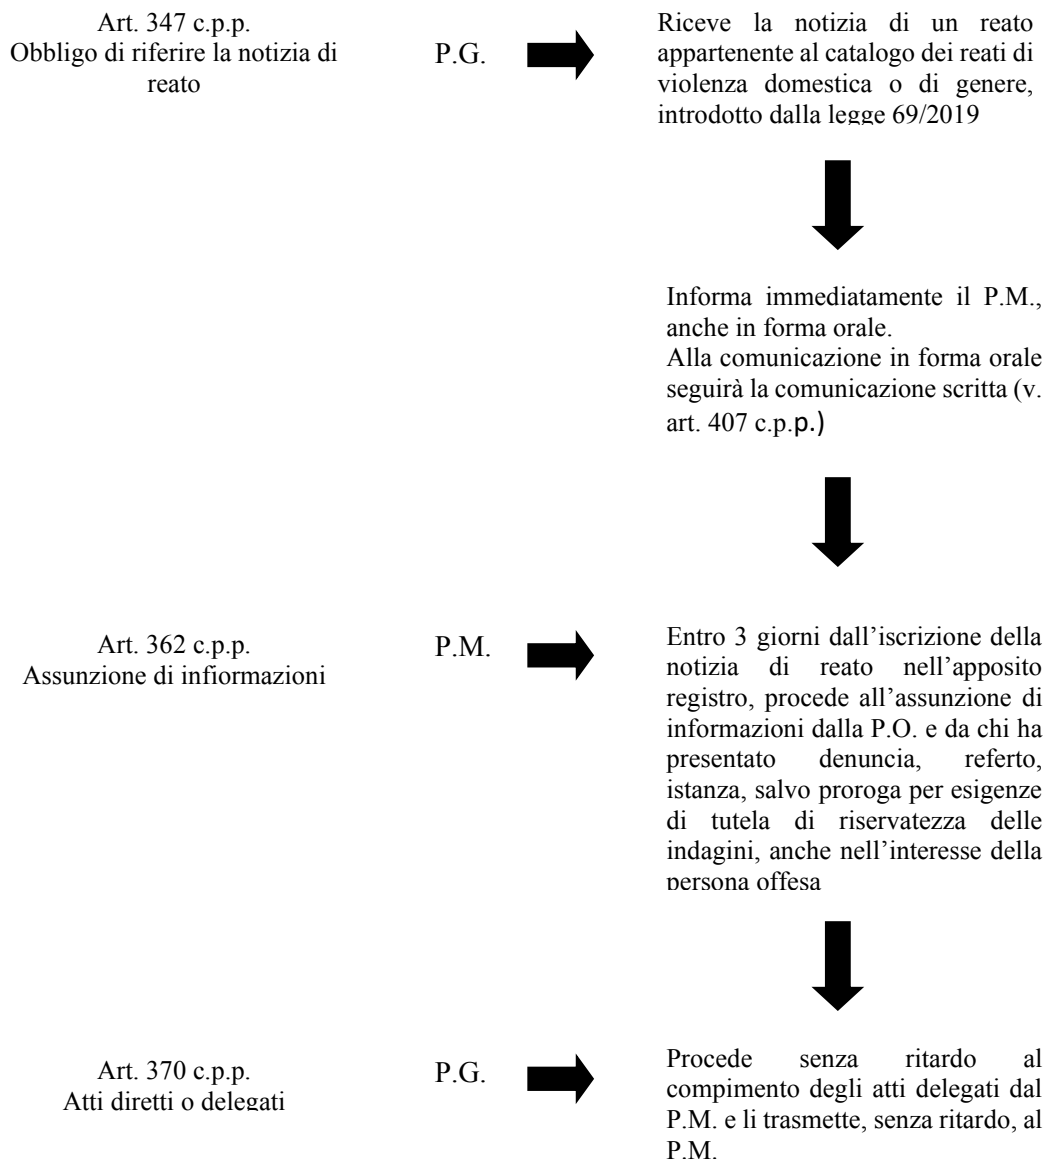 Art. 347 c.p.p.
Obbligo di riferire la notizia di
reato
P.G.
Riceve la notizia di un reato
appartenente al catalogo dei reati di
violenza domestica o di genere,
introdotto dalla legge 69/2019
Informa immediatamente il P.M.,
anche in forma orale.
Alla comunicazione in forma orale
seguirà la comunicazione scritta (v.
art. 407 c.p.p.)
Art. 362 c.p.p.
Assunzione di infiormazioni
P.M.
Entro 3 giorni dall’iscrizione della
notizia di reato nell’apposito
registro, procede all’assunzione di
informazioni dalla P.O. e da chi ha
presentato denuncia, referto,
istanza, salvo proroga per esigenze
di tutela di riservatezza delle
indagini, anche nell’interesse della
persona offesa
Art. 370 c.p.p.
Atti diretti o delegati
P.G.
Procede senza ritardo al
compimento degli atti delegati dal
P.M. e li trasmette, senza ritardo, al
P.M.